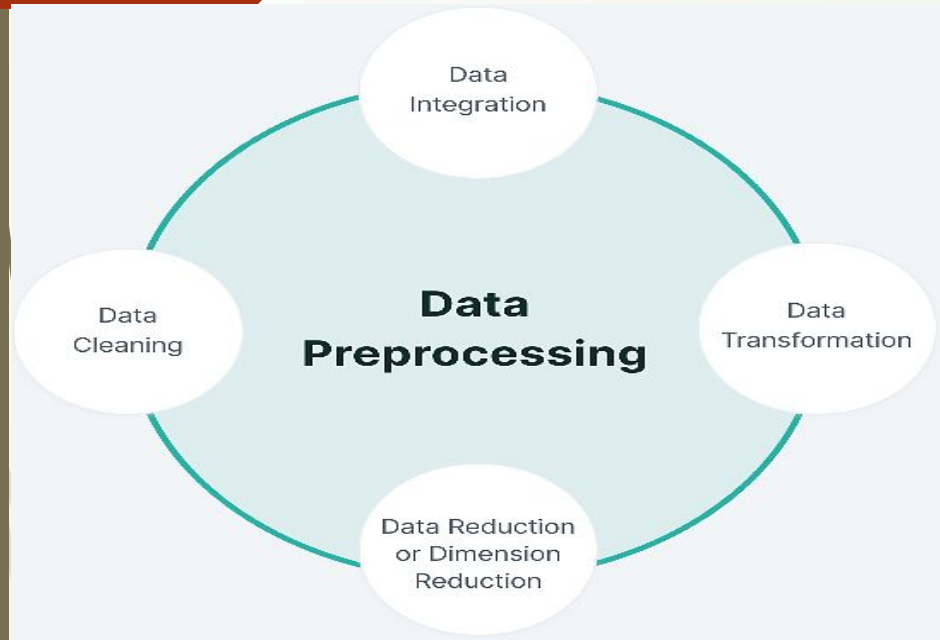 Data
Integration
Data
Cleaning
Data
Preprocessing
Data
Transformation
Data Reduction
or Dimension
Reduction